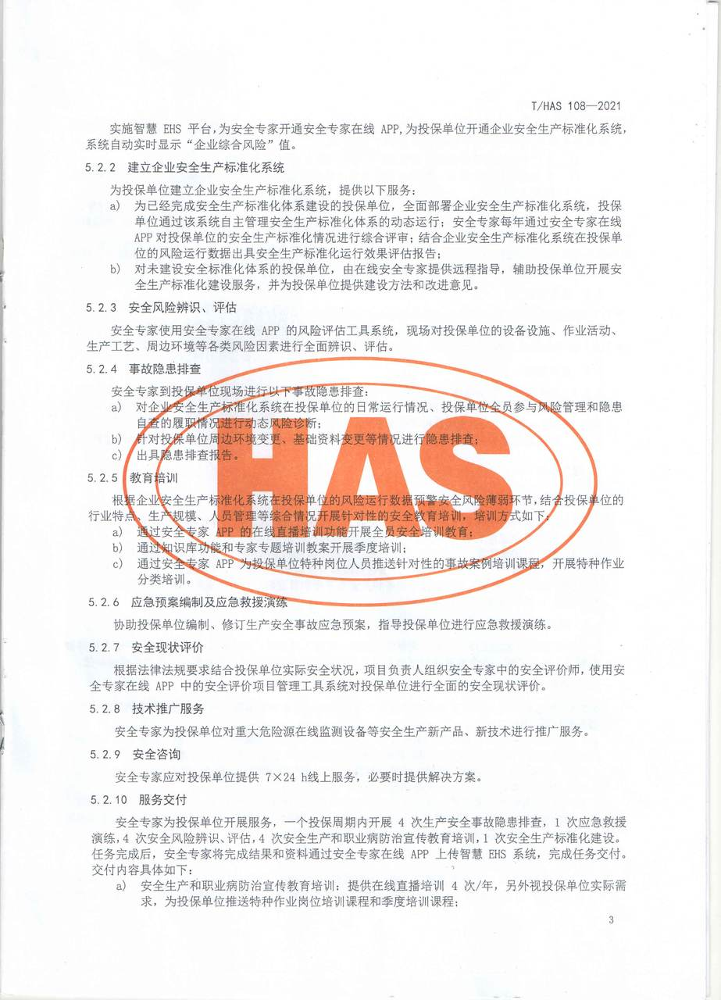 T/HAS 108—2021
实施智慧 EHS 平台,为安全专家开通安全专家在线 APP,为投保单位开通企业安全生产标准化系统,
系统自动实时显示“企业综合风险”值。
5.2.2 建立企业安全生产标准化系统
为投保单位建立企业安全生产标准化系统，提供以下服务：
a) 为已经完成安全生产标准化体系建设的投保单位，全面部署企业安全生产标准化系统，投保
单位通过该系统自主管理安全生产标准化体系的动态运行；安全专家每年通过安全专家在线
APP 对投保单位的安全生产标准化情况进行综合评审；结合企业安全生产标准化系统在投保单
位的风险运行数据出具安全生产标准化运行效果评估报告；
b) 对未建设安全标准化体系的投保单位，由在线安全专家提供远程指导，辅助投保单位开展安
全生产标准化建设服务，并为投保单位提供建设方法和改进意见。
5.2.3 安全风险辨识、评估
安全专家使用安全专家在线 APP 的风险评估工具系统，现场对投保单位的设备设施、作业活动、
生产工艺、周边环境等各类风险因素进行全面辨识、评估。
5.2.4 事故隐患排查
安全专家到投保单位现场进行以下事故隐患排查：
a) 对企业安全生产标准化系统在投保单位的日常运行情况、投保单位全员参与风险管理和隐患
自查的履职情况进行动态风险诊断；
b) 针对投保单位周边环境变更、基础资料变更等情况进行隐患排查；
c) 出具隐患排查报告。
HAS
5.2.5 教育培训
根据企业安全生产标准化系统在投保单位的风险运行数据预警安全风险薄弱环节,结合投保单位的
行业特点、生产规模、人员管理等综合情况开展针对性的安全教育培训，培训方式如下：
a) 通过安全专家 APP 的在线直播培训功能开展全员安全培训教育；
b) 通过知识库功能和专家专题培训教案开展季度培训；
c) 通过安全专家 APP 为投保单位特种岗位人员推送针对性的事故案例培训课程，开展特种作业
分类培训。
5.2.6 应急预案编制及应急救援演练
协助投保单位编制、修订生产安全事故应急预案，指导投保单位进行应急救援演练。
5.2.7 安全现状评价
根据法律法规要求结合投保单位实际安全状况，项目负责人组织安全专家中的安全评价师，使用安
全专家在线 APP 中的安全评价项目管理工具系统对投保单位进行全面的安全现状评价。
5.2.8 技术推广服务
安全专家为投保单位对重大危险源在线监测设备等安全生产新产品、新技术进行推广服务。
5.2.9 安全咨询
安全专家应对投保单位提供 7×24 h线上服务，必要时提供解决方案。
5.2.10 服务交付
安全专家为投保单位开展服务，一个投保周期内开展 4 次生产安全事故隐患排查，1 次应急救援
演练,4 次安全风险辨识、评估,4 次安全生产和职业病防治宣传教育培训,1 次安全生产标准化建设。
任务完成后，安全专家将完成结果和资料通过安全专家在线 APP 上传智慧 EHS 系统，完成任务交付。
交付内容具体如下：
a) 安全生产和职业病防治宣传教育培训：提供在线直播培训 4 次/年，另外视投保单位实际需
求，为投保单位推送特种作业岗位培训课程和季度培训课程；
3